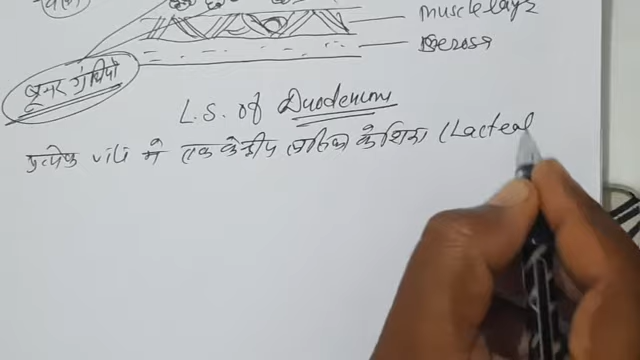 muscle layer
serosa
ब्रूनर ग्रंथियाँ
L.S. of Duodenum
प्रत्येक villi में एक केंद्रीय लसिका केशिका (Lacteal